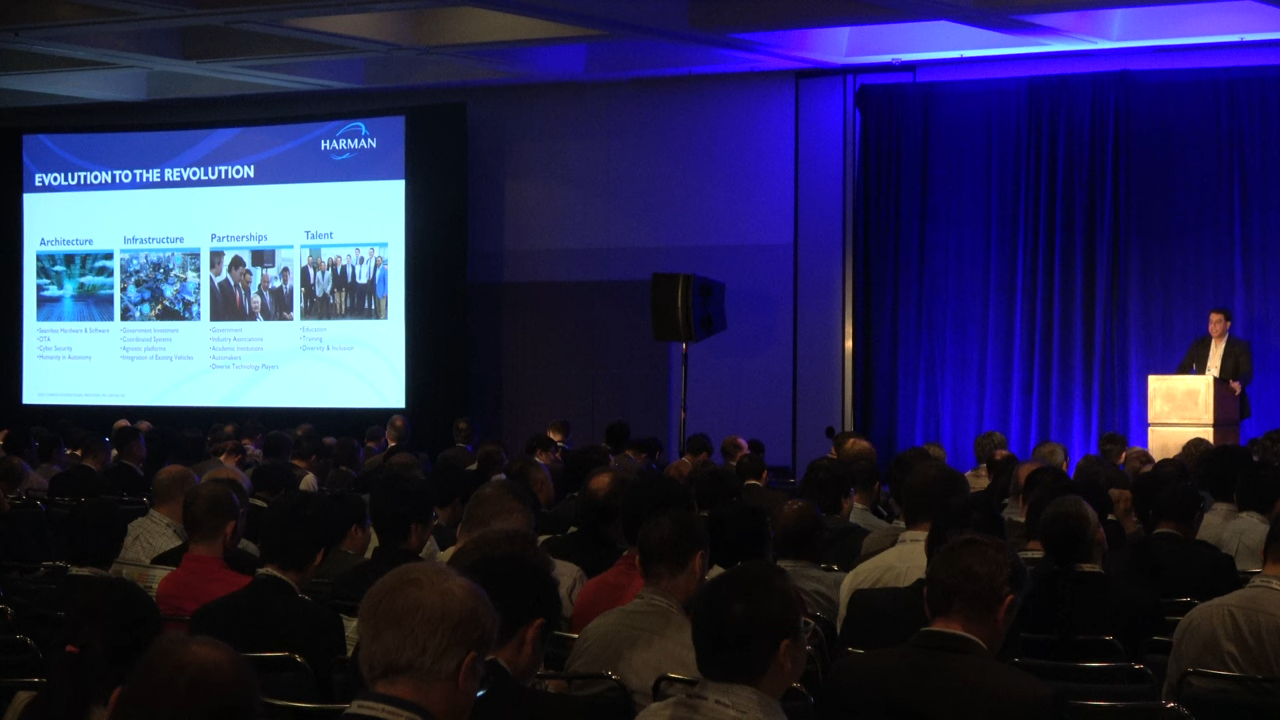 HARMAN
EVOLUTION TO THE REVOLUTION
Architecture
•Seamless Hardware & Software
•OTA
•Cyber Security
•Humanity in Autonomy
Infrastructure
•Government Investment
•Coordinated Systems
•Agnostic platforms
•Integration of Existing Vehicles
Partnerships
•Government
•Industry Associations
•Academic Institutions
•Automakers
•Diverse Technology Players
Talent
•Education
•Training
•Diversity & Inclusion